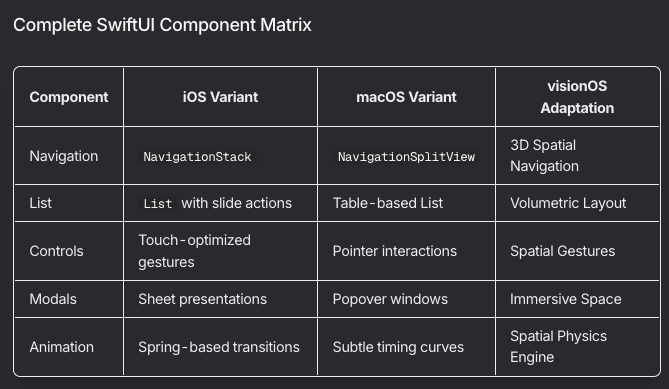 Complete SwiftUI Component Matrix
Component
iOS Variant
macOS Variant
visionOS
Adaptation
Navigation
NavigationStack
NavigationSplitView
3D Spatial
Navigation
List
List with slide actions
Table-based List
Volumetric Layout
Controls
Touch-optimized
gestures
Pointer interactions
Spatial Gestures
Modals
Sheet presentations
Popover windows
Immersive Space
Animation
Spring-based transitions
Subtle timing curves
Spatial Physics
Engine